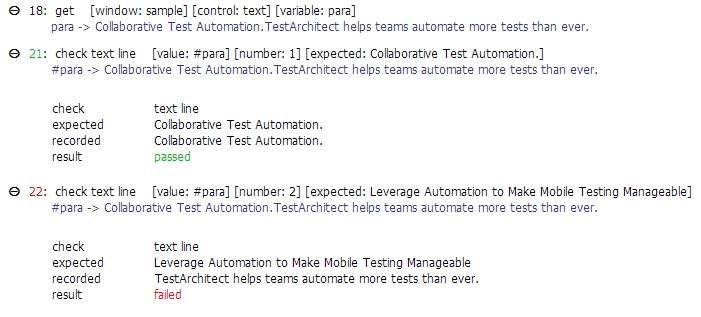 18: get [window: sample] [control: text] [variable: para]
para -> Collaborative Test Automation.TestArchitect helps teams automate more tests than ever.
21: check text line [value: #para] [number: 1] [expected: Collaborative Test Automation.]
#para -> Collaborative Test Automation.TestArchitect helps teams automate more tests than ever.
check text line
expected Collaborative Test Automation.
recorded Collaborative Test Automation.
result passed
22: check text line [value: #para] [number: 2] [expected: Leverage Automation to Make Mobile Testing Manageable]
#para -> Collaborative Test Automation.TestArchitect helps teams automate more tests than ever.
check text line
expected Leverage Automation to Make Mobile Testing Manageable
recorded TestArchitect helps teams automate more tests than ever.
result failed